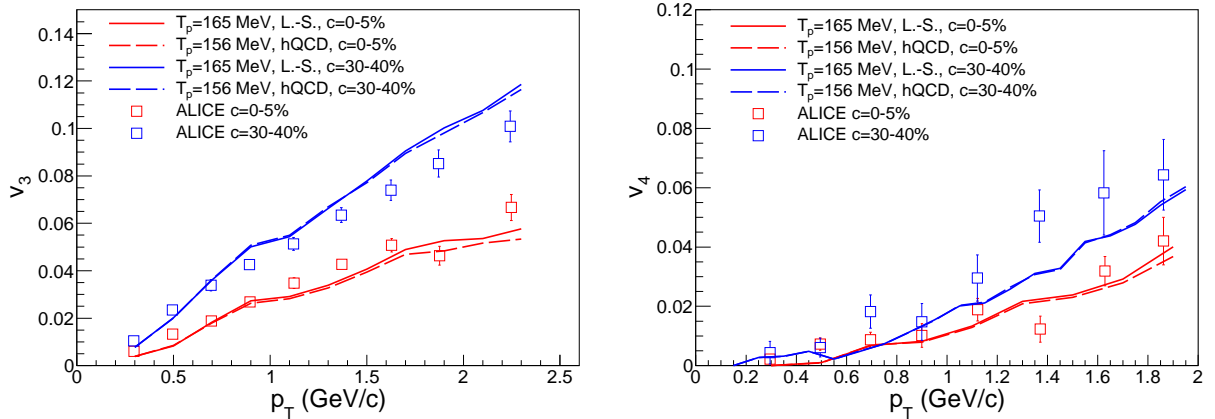 T_p=165 MeV, L.-S., c=0-5%
T_p=156 MeV, hQCD, c=0-5%
T_p=165 MeV, L.-S., c=30-40%
T_p=156 MeV, hQCD, c=30-40%
ALICE c=0-5%
ALICE c=30-40%
v_3
0.14
0.12
0.1
0.08
0.06
0.04
0.02
0
0 0.5 1 1.5 2 2.5
p_T (GeV/c)
T_p=165 MeV, L.-S., c=0-5%
T_p=156 MeV, hQCD, c=0-5%
T_p=165 MeV, L.-S., c=30-40%
T_p=156 MeV, hQCD, c=30-40%
ALICE c=0-5%
ALICE c=30-40%
v_4
0.12
0.1
0.08
0.06
0.04
0.02
0
0 0.2 0.4 0.6 0.8 1 1.2 1.4 1.6 1.8 2
p_T (GeV/c)